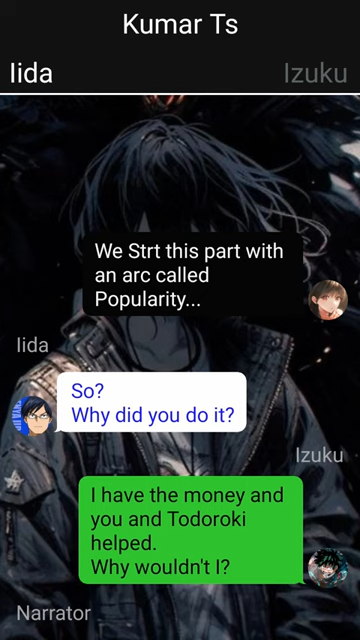 Kumar Ts
Iida Izuku
We Strt this part with
an arc called
Popularity...
Iida
So?
Why did you do it?
Izuku
I have the money and
you and Todoroki
helped.
Why wouldn't I?
Narrator